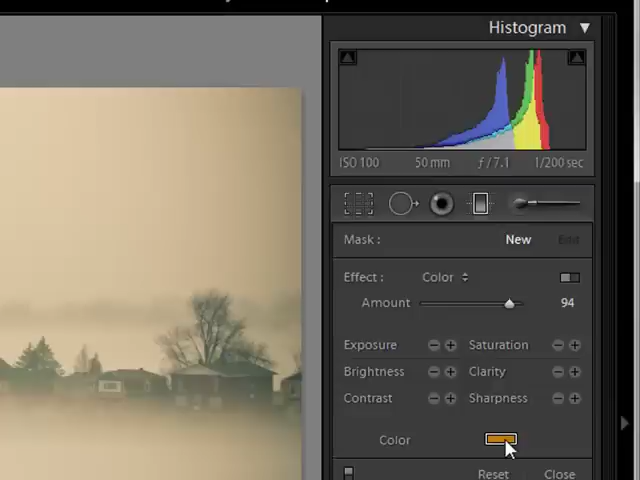 Histogram
ISO 100 50 mm ƒ / 7.1 1/200 sec
Mask : New Edit
Effect : Color
Amount 94
Exposure Saturation
Brightness Clarity
Contrast Sharpness
Color
Reset Close